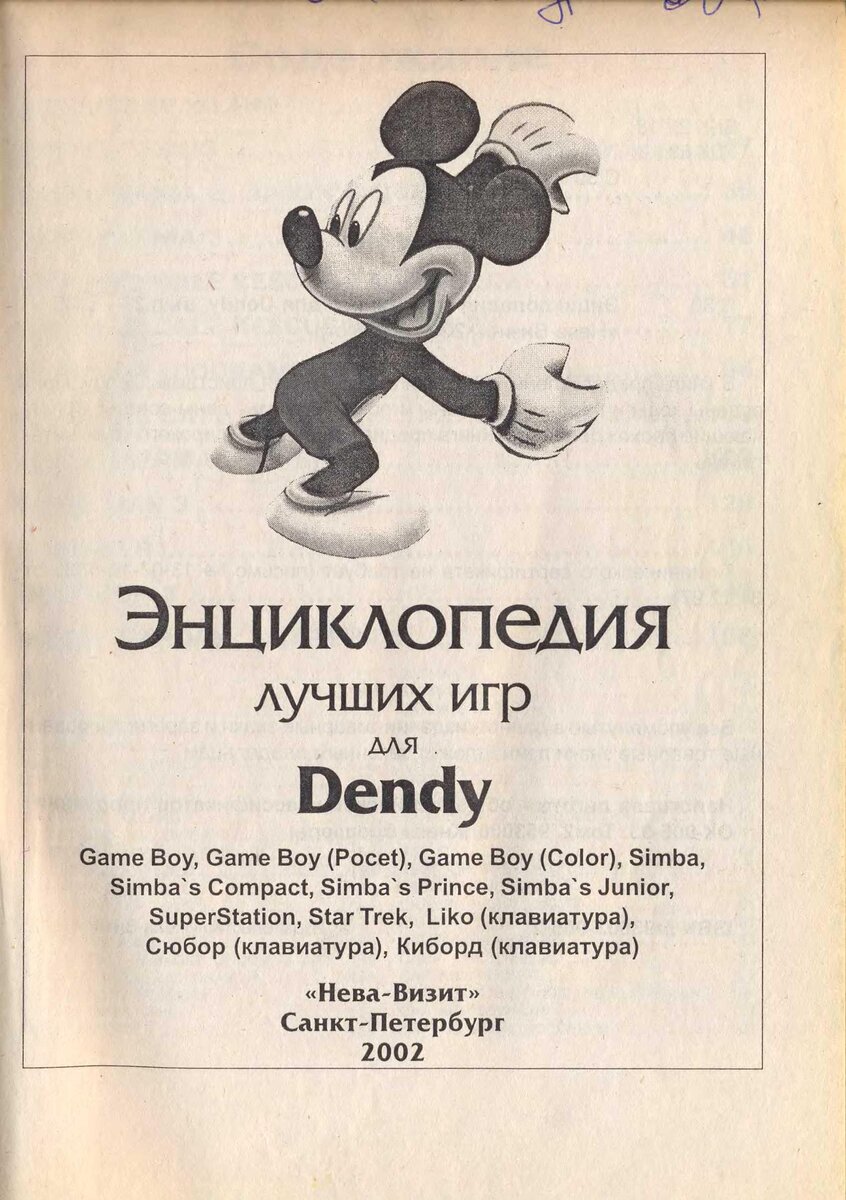 Энциклопедия
лучших игр
для
Dendy
Game Boy, Game Boy (Pocet), Game Boy (Color), Simba,
Simba`s Compact, Simba`s Prince, Simba`s Junior,
SuperStation, Star Trek, Liko (клавиатура),
Сюбор (клавиатура), Киборд (клавиатура)
«Нева-Визит»
Санкт-Петербург
2002